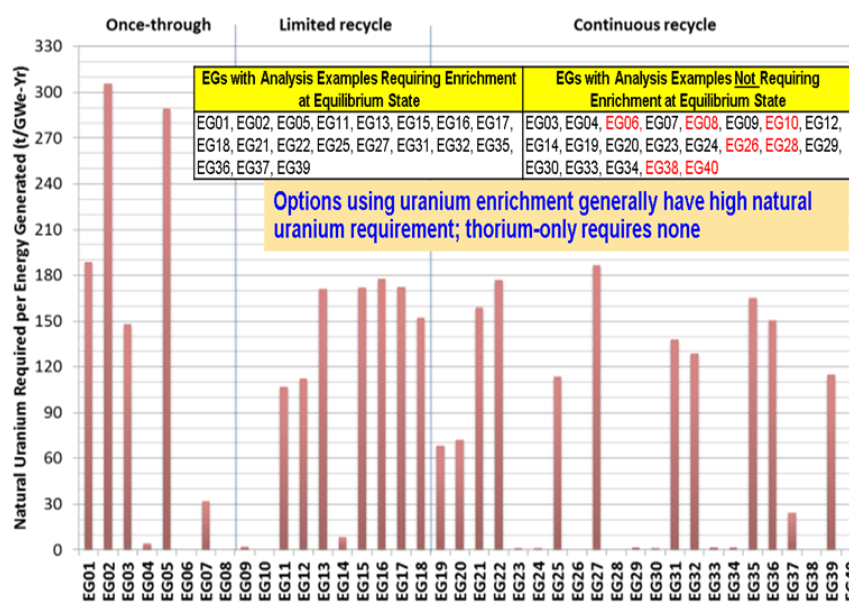 Once-through Limited recycle Continuous recycle
Natural Uranium Required per Energy Generated (t/GWe-Yr)
330
300
270
240
210
180
150
120
90
60
30
0
EGs with Analysis Examples Requiring Enrichment
at Equilibrium State
EG01, EG02, EG05, EG11, EG13, EG15, EG16, EG17,
EG18, EG21, EG22, EG25, EG27, EG31, EG32, EG35,
EG36, EG37, EG39
EGs with Analysis Examples Not Requiring
Enrichment at Equilibrium State
EG03, EG04, EG06, EG07, EG08, EG09, EG10, EG12,
EG14, EG19, EG20, EG23, EG24, EG26, EG28, EG29,
EG30, EG33, EG34, EG38, EG40
Options using uranium enrichment generally have high natural
uranium requirement; thorium-only requires none
EG01
EG02
EG03
EG04
EG05
EG06
EG07
EG08
EG09
EG10
EG11
EG12
EG13
EG14
EG15
EG16
EG17
EG18
EG19
EG20
EG21
EG22
EG23
EG24
EG25
EG26
EG27
EG28
EG29
EG30
EG31
EG32
EG33
EG34
EG35
EG36
EG37
EG38
EG39